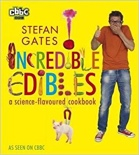 cbbc
STEFAN GATES
INCREDIBLE
EDIBLES
a science-flavoured cookbook
AS SEEN ON CBBC